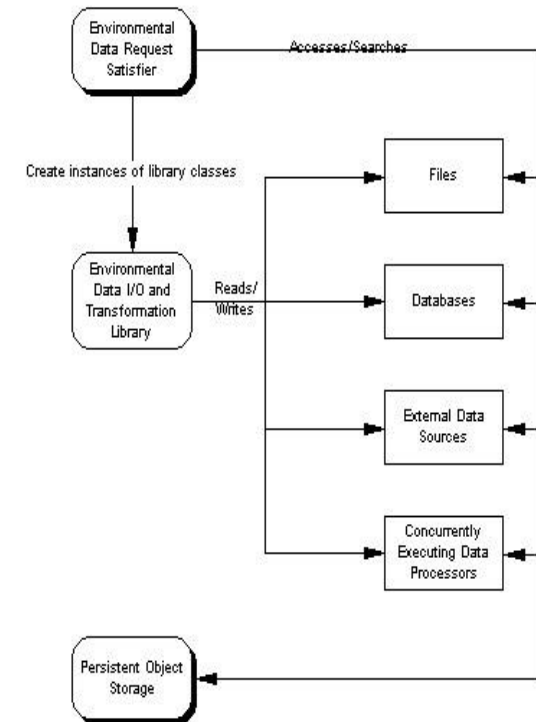 Environmental
Data Request
Satisfier
Accesses/Searches
Create instances of library classes
Files
Environmental
Data I/O and
Transformation
Library
Reads/
Writes
Databases
External Data
Sources
Concurrently
Executing Data
Processors
Persistent Object
Storage